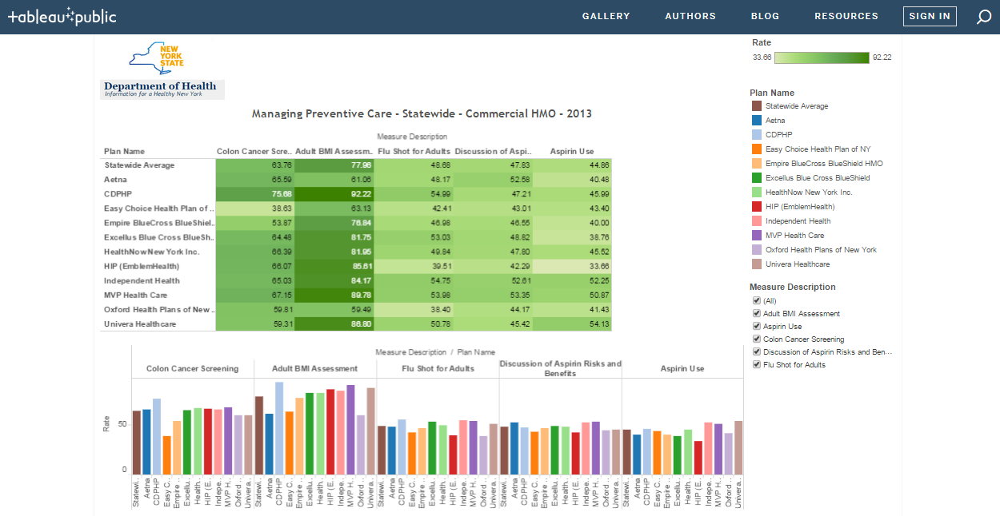 +ableau+public
GALLERY AUTHORS BLOG RESOURCES SIGN IN
NEW
YORK
STATE
Department of Health
Information for a Healthy New York
Rate
33.66 92.22
Managing Preventive Care - Statewide - Commercial HMO - 2013
Measure Description
Plan Name Colon Cancer Scre.. Adult BMI Assessm.. Flu Shot for Adults Discussion of Aspi.. Aspirin Use
Statewide Average 63.76 77.96 48.68 47.83 44.86
Aetna 65.59 61.06 48.17 52.58 40.48
CDPHP 75.68 92.22 54.99 47.21 45.99
Easy Choice Health Plan of .. 38.63 63.13 42.41 43.01 43.40
Empire BlueCross BlueShiel.. 53.87 76.84 46.98 46.55 40.00
Excellus Blue Cross BlueSh.. 64.48 81.75 53.03 48.82 38.76
HealthNow New York Inc. 66.39 81.95 49.84 47.80 45.52
HIP (EmblemHealth) 66.07 85.61 39.51 42.29 33.66
Independent Health 65.03 84.17 54.75 52.61 52.25
MVP Health Care 67.15 89.78 53.98 53.35 50.87
Oxford Health Plans of New .. 59.81 59.49 38.40 44.17 41.43
Univera Healthcare 59.31 86.80 50.78 45.42 54.13
Plan Name
Statewide Average
Aetna
CDPHP
Easy Choice Health Plan of NY
Empire BlueCross BlueShield HMO
Excellus Blue Cross BlueShield
HealthNow New York Inc.
HIP (EmblemHealth)
Independent Health
MVP Health Care
Oxford Health Plans of New York
Univera Healthcare
Measure Description
(All)
Adult BMI Assessment
Aspirin Use
Colon Cancer Screening
Discussion of Aspirin Risks and Ben...
Flu Shot for Adults
Measure Description / Plan Name
Colon Cancer Screening Adult BMI Assessment Flu Shot for Adults Discussion of Aspirin Risks and
Benefits Aspirin Use
Rate
50
0
Statewi.. Aetna CDPHP Easy C.. Empire .. Excellu.. Health.. HIP (E.. Indepe.. MVP H.. Oxford .. Univera..
Statewi.. Aetna CDPHP Easy C.. Empire .. Excellu.. Health.. HIP (E.. Indepe.. MVP H.. Oxford .. Univera..
Statewi.. Aetna CDPHP Easy C.. Empire .. Excellu.. Health.. HIP (E.. Indepe.. MVP H.. Oxford .. Univera..
Statewi.. Aetna CDPHP Easy C.. Empire .. Excellu.. Health.. HIP (E.. Indepe.. MVP H.. Oxford .. Univera..
Statewi.. Aetna CDPHP Easy C.. Empire .. Excellu.. Health.. HIP (E.. Indepe.. MVP H.. Oxford .. Univera..